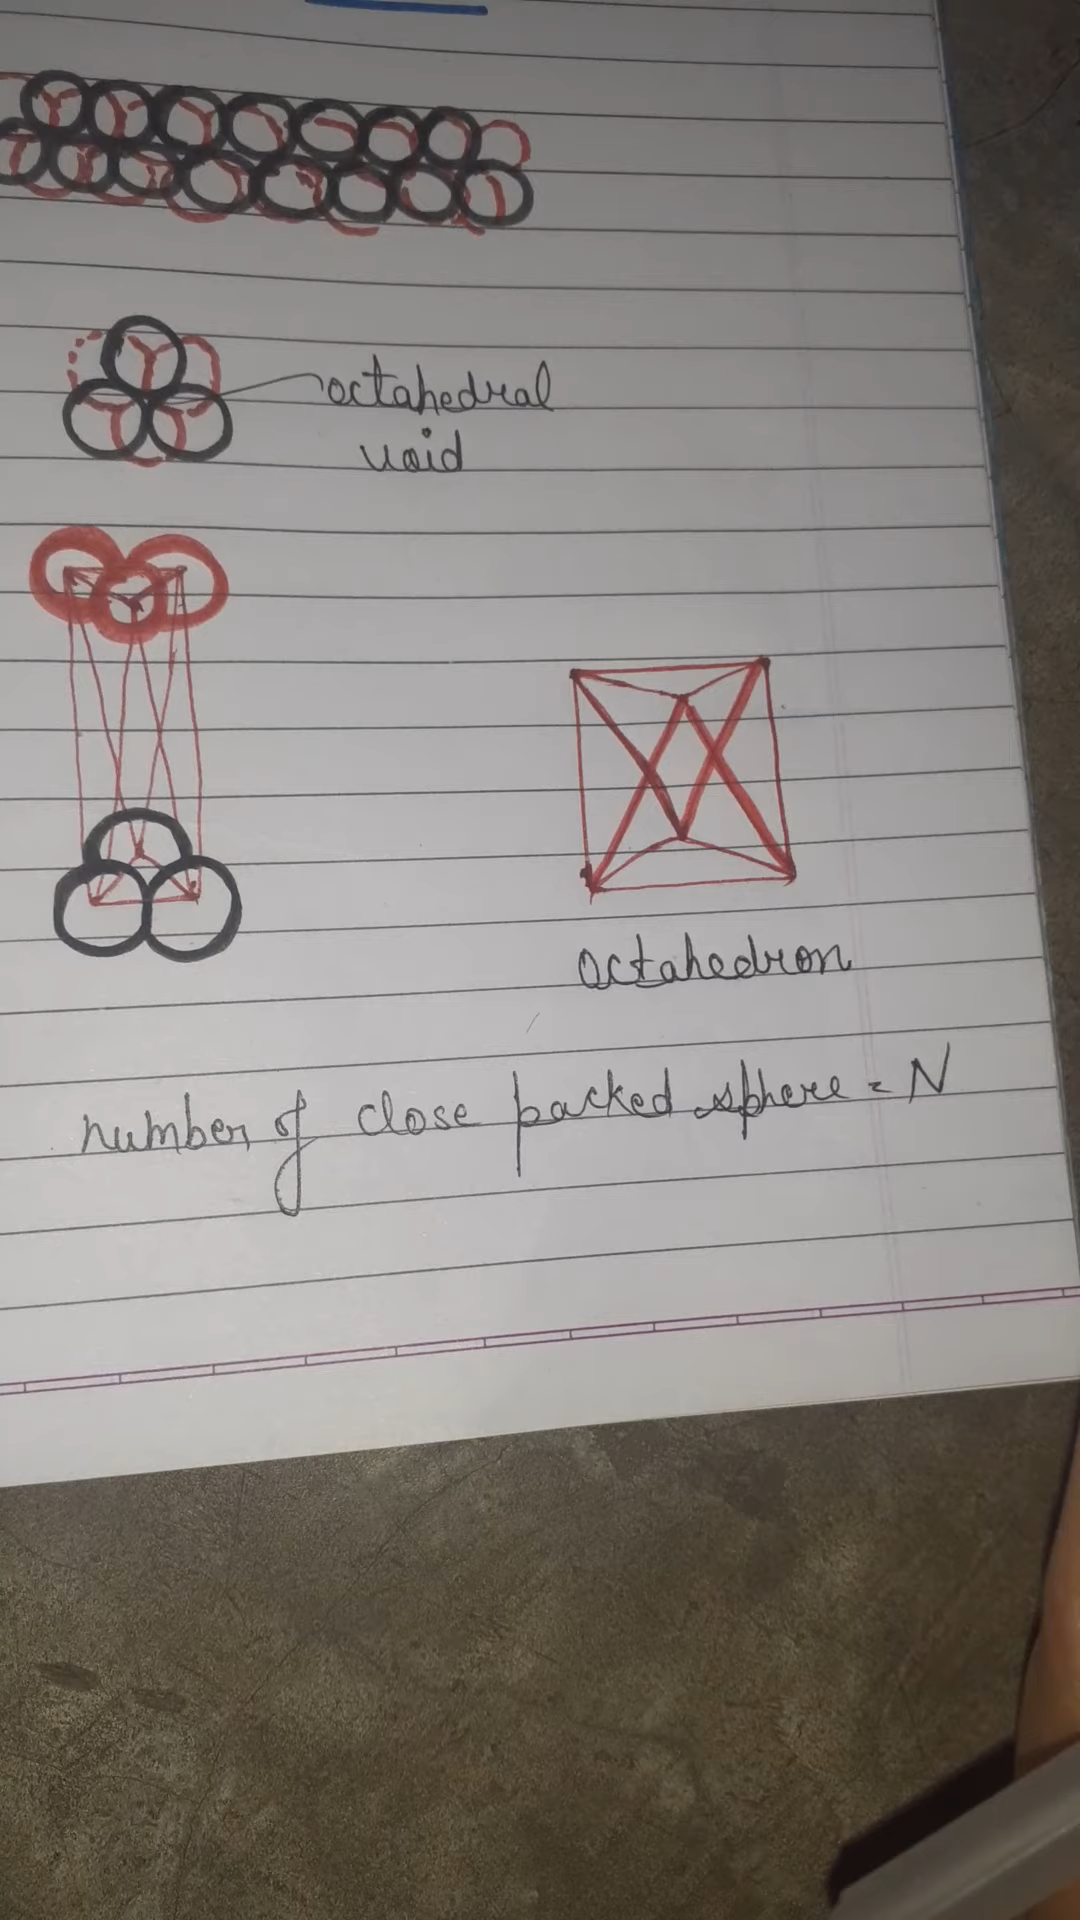 octahedral
void
octahedron
number of close packed sphere = N